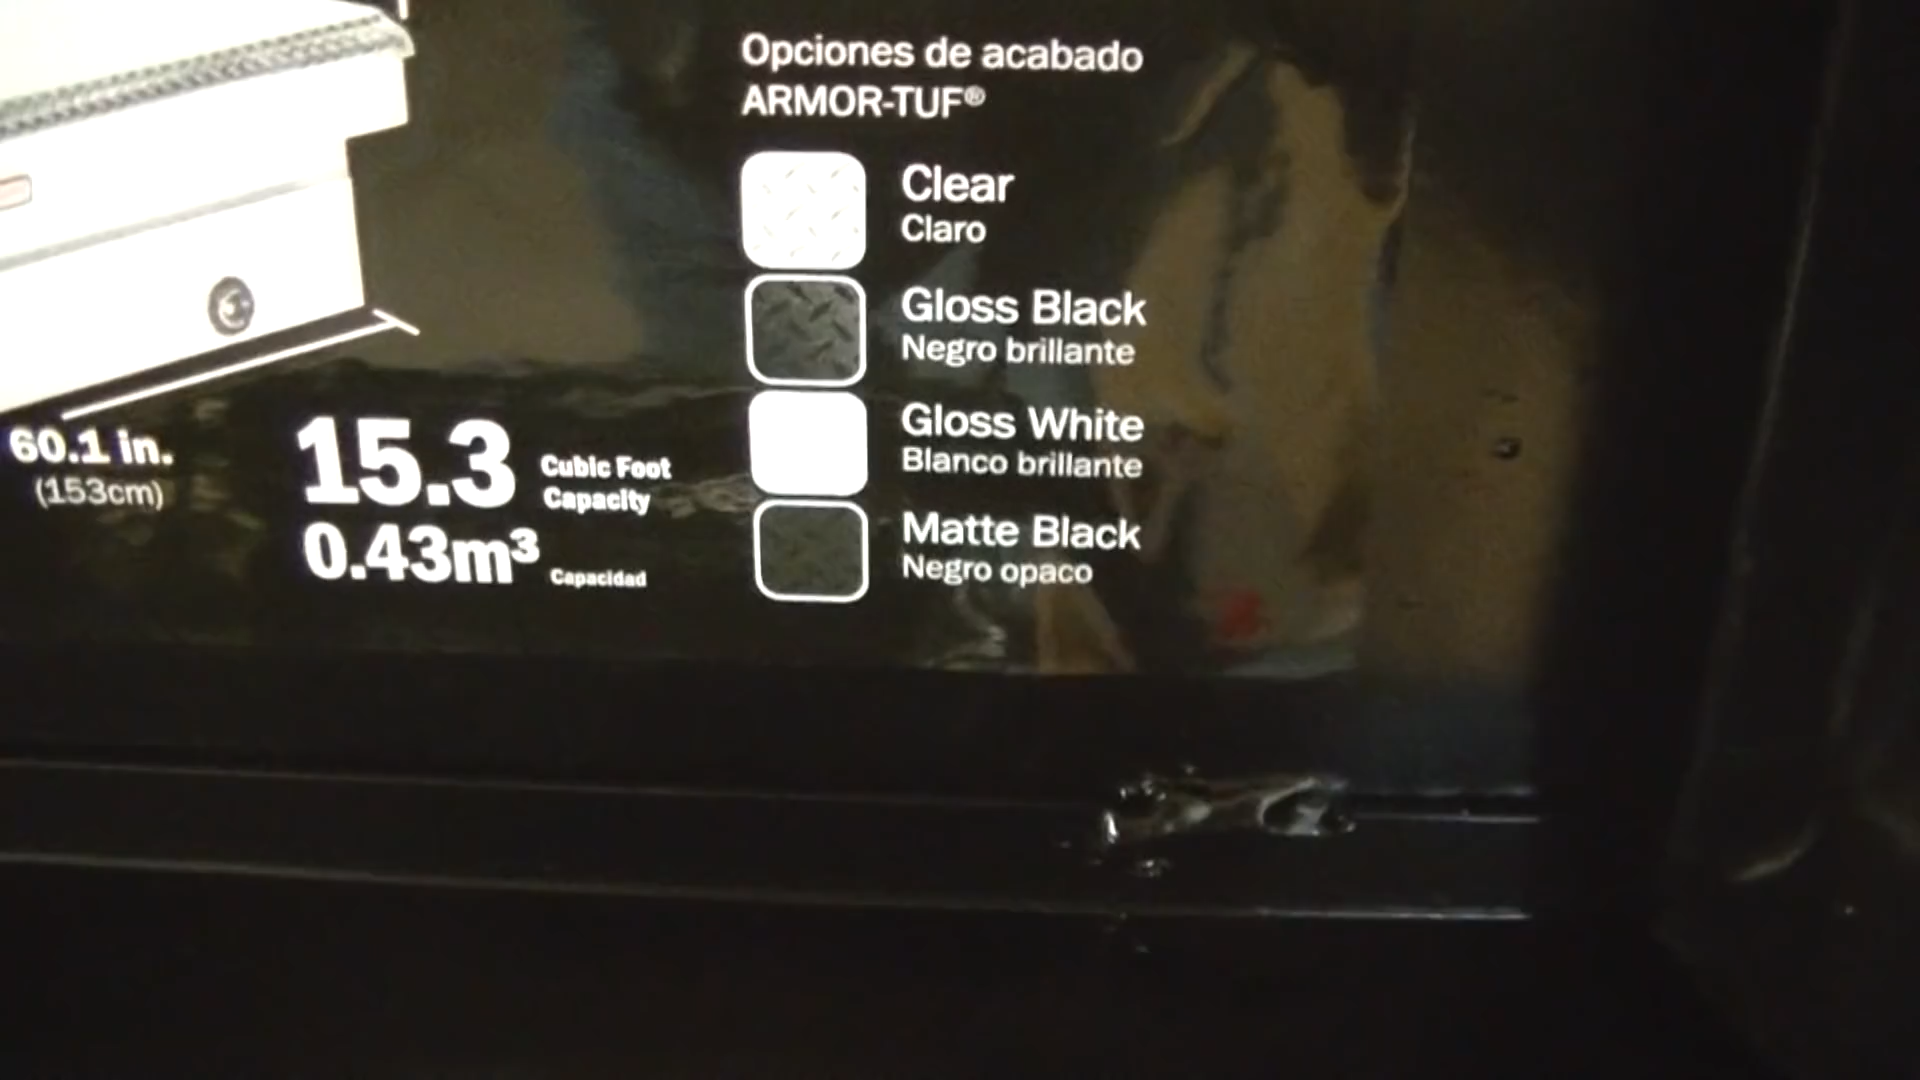 Opciones de acabado
ARMOR-TUF®
Clear
Claro
Gloss Black
Negro brillante
Gloss White
Blanco brillante
Matte Black
Negro opaco
60.1 in.
(153cm)
15.3 Cubic Foot
Capacity
0.43m³ Capacidad